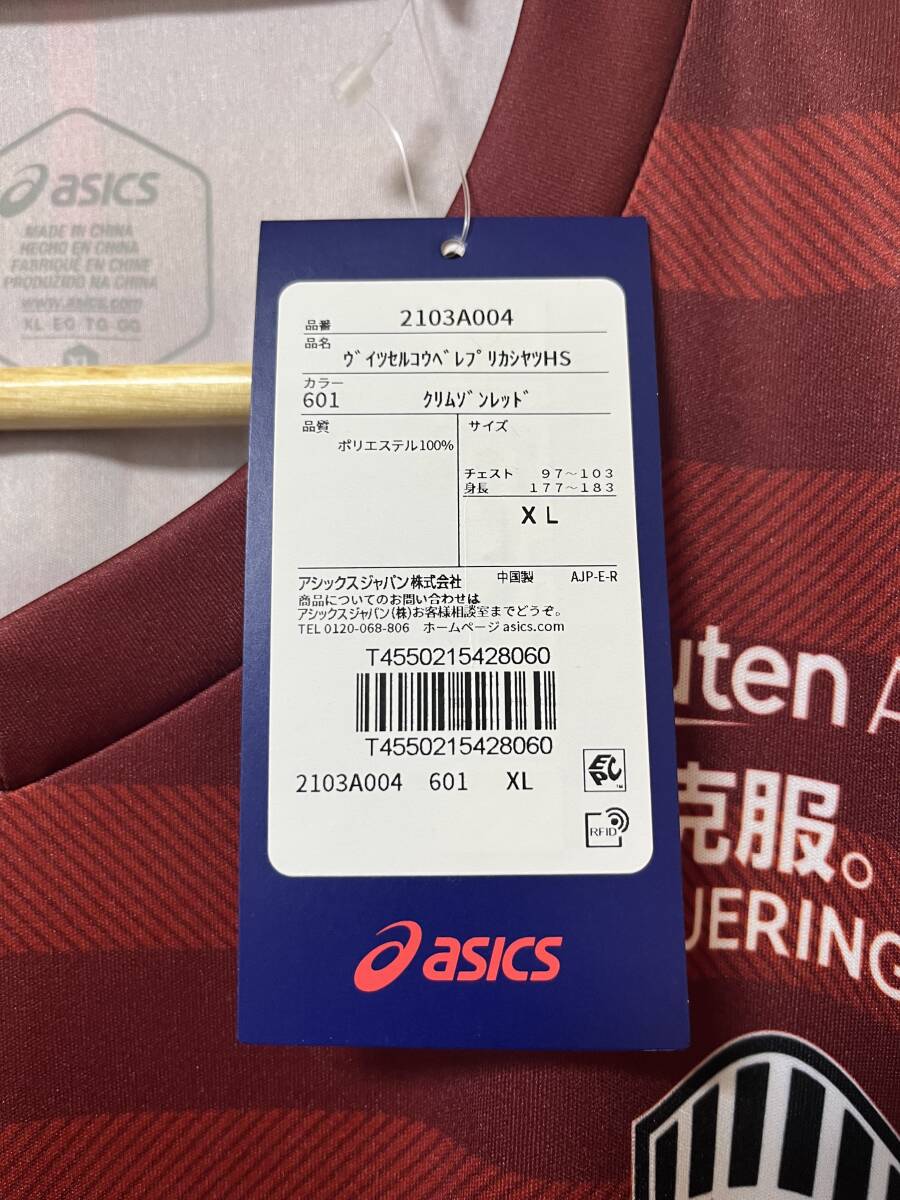 asics
MADE IN CHINA
HECHO EN CHINA
FABRIQUÉ EN CHINE
PRODUZIDO NA CHINA
www.asics.com
XL EG TG GG
品番 2103A004
品名
ヴイツセルコウベレプリカシヤツHS
カラー
601 クリムゾンレッド
品質
ポリエステル100%
サイズ
チェスト 97~103
身長 177~183
XL
アシックスジャパン株式会社 中国製 AJP-E-R
商品についてのお問い合わせは
アシックスジャパン(株)お客様相談室までどうぞ。
TEL 0120-068-806 ホームページ asics.com
T4550215428060
T4550215428060
2103A004 601 XL
EPC
RFID
asics
uten A
克服。
UERING